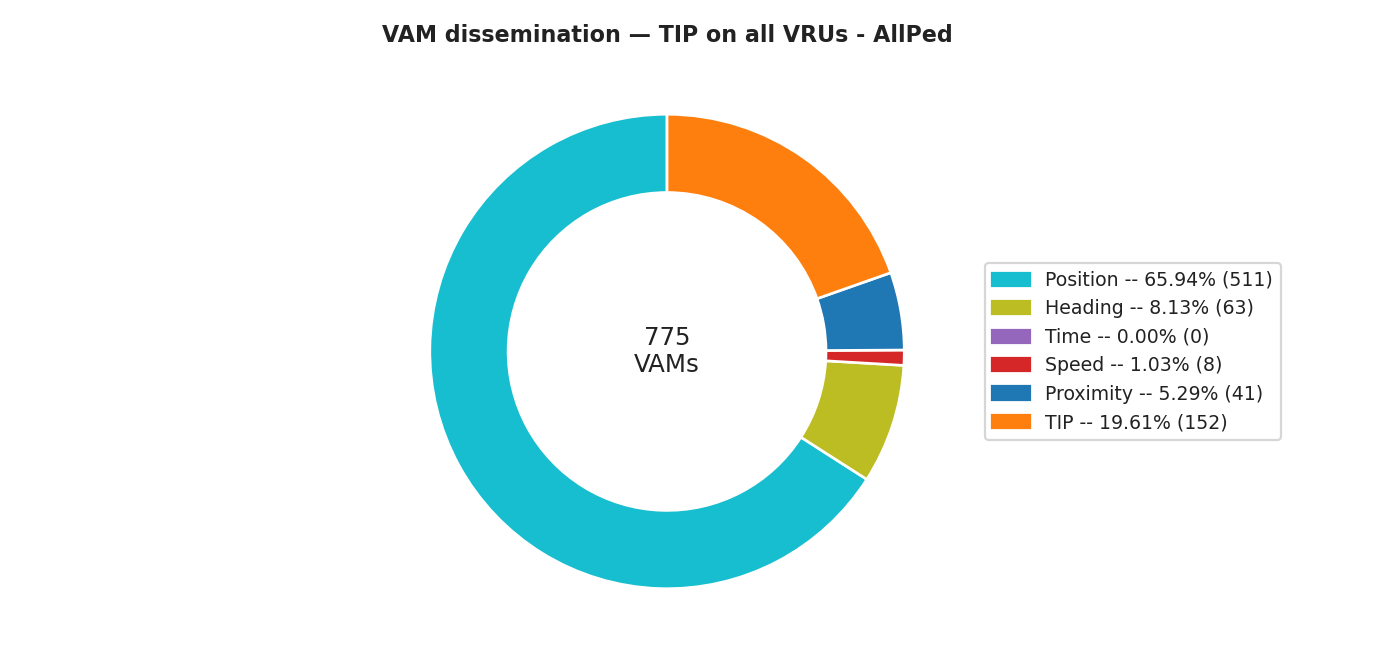 VAM dissemination — TIP on all VRUs - AllPed
775
VAMs
Position -- 65.94% (511)
Heading -- 8.13% (63)
Time -- 0.00% (0)
Speed -- 1.03% (8)
Proximity -- 5.29% (41)
TIP -- 19.61% (152)